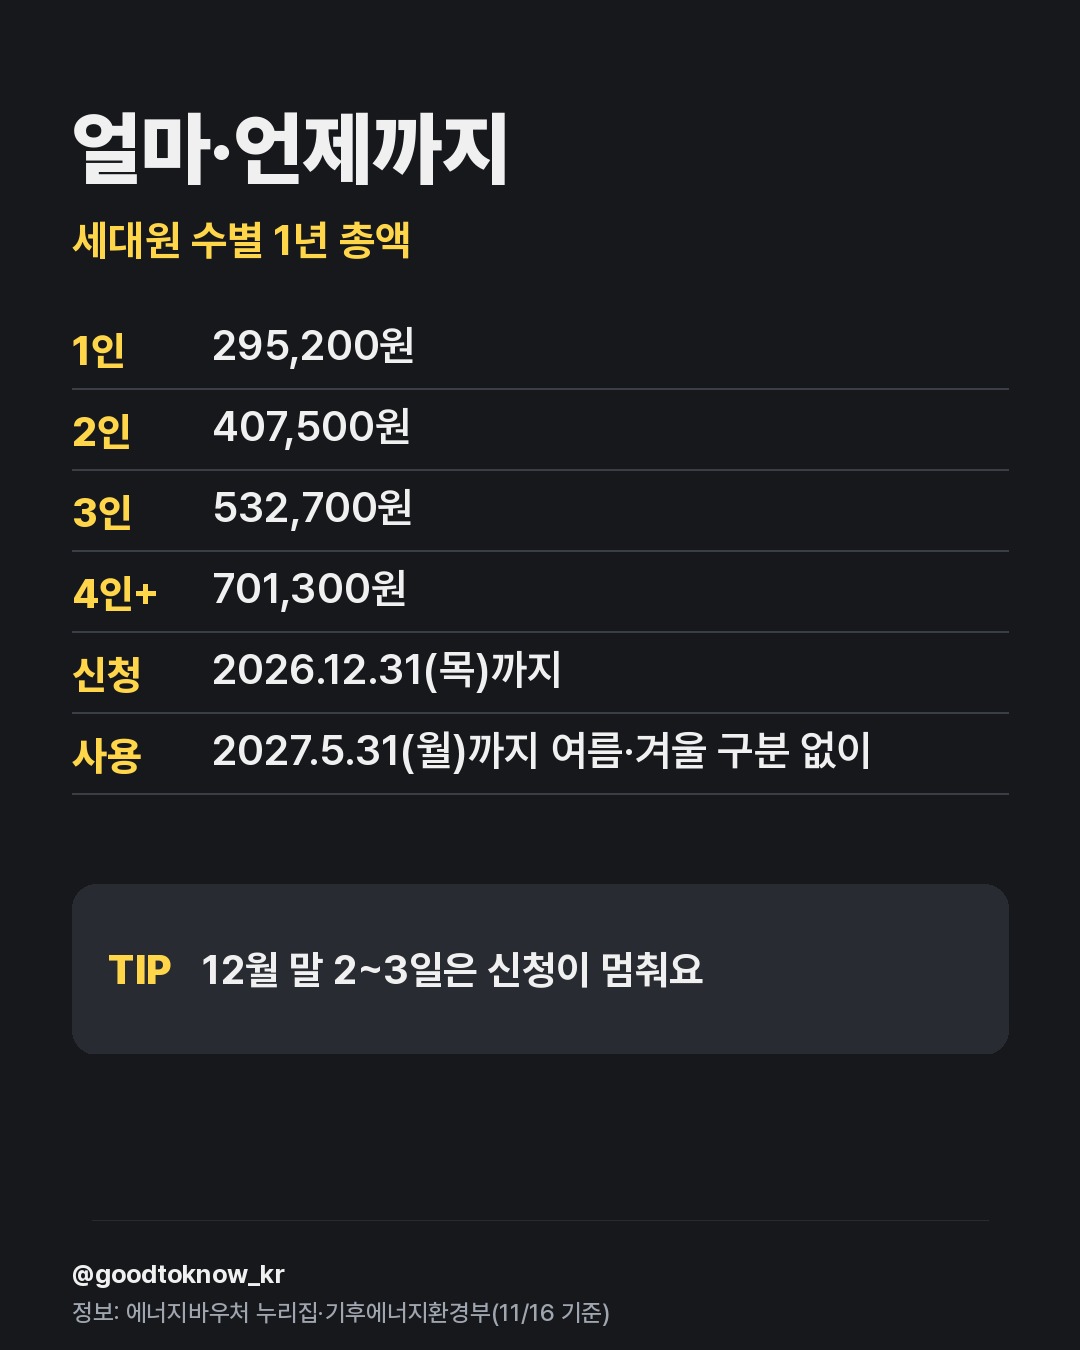 얼마·언제까지
세대원 수별 1년 총액
1인 295,200원
2인 407,500원
3인 532,700원
4인+ 701,300원
신청 2026.12.31(목)까지
사용 2027.5.31(월)까지 여름·겨울 구분 없이
TIP 12월 말 2~3일은 신청이 멈춰요
@goodtoknow_kr
정보: 에너지바우처 누리집·기후에너지환경부(11/16 기준)